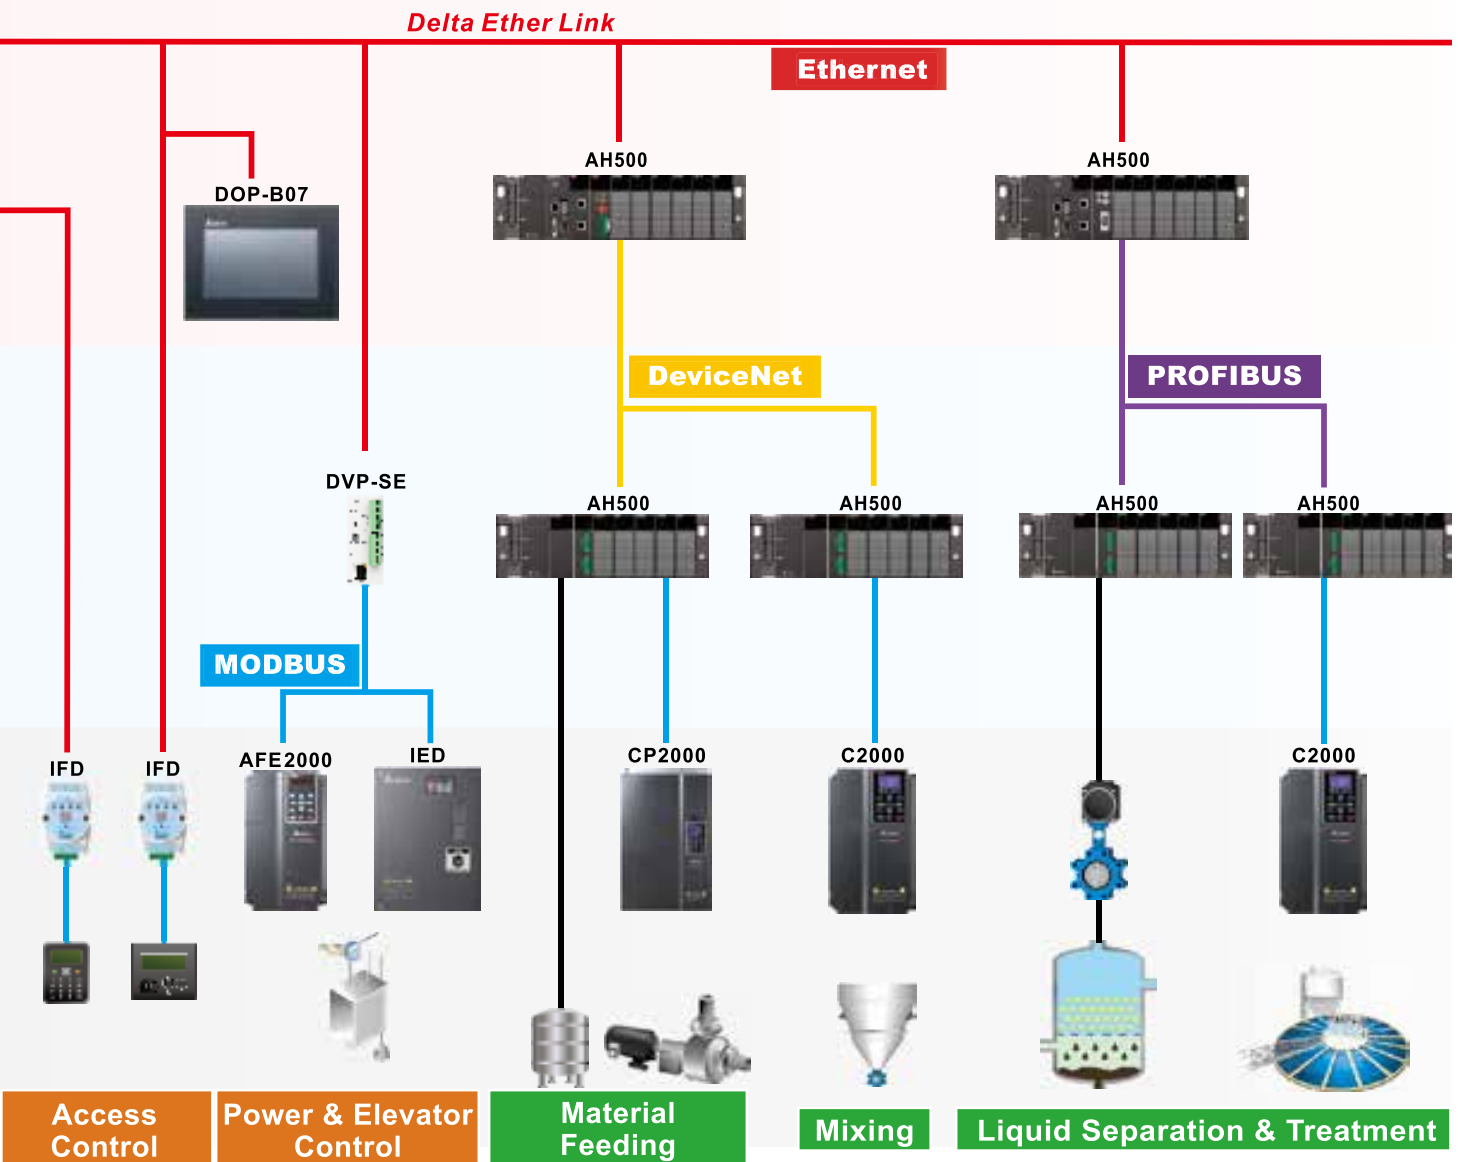 Delta Ether Link
Ethernet
AH500
AH500
DOP-B07
DeviceNet
PROFIBUS
DVP-SE
AH500
AH500
AH500
AH500
MODBUS
IFD
IFD
AFE2000
IED
CP2000
C2000
C2000
Access
Control
Power & Elevator
Control
Material
Feeding
Mixing
Liquid Separation & Treatment